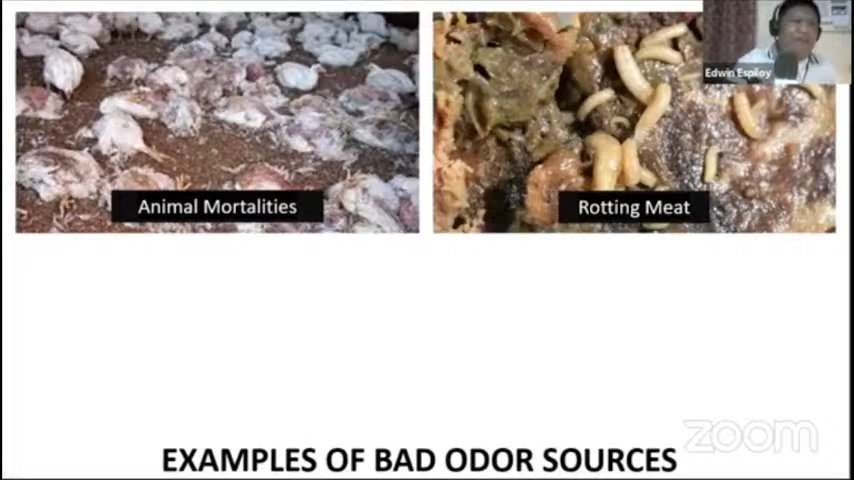 Edwin Espiloy
Animal Mortalities
Rotting Meat
zoom
EXAMPLES OF BAD ODOR SOURCES